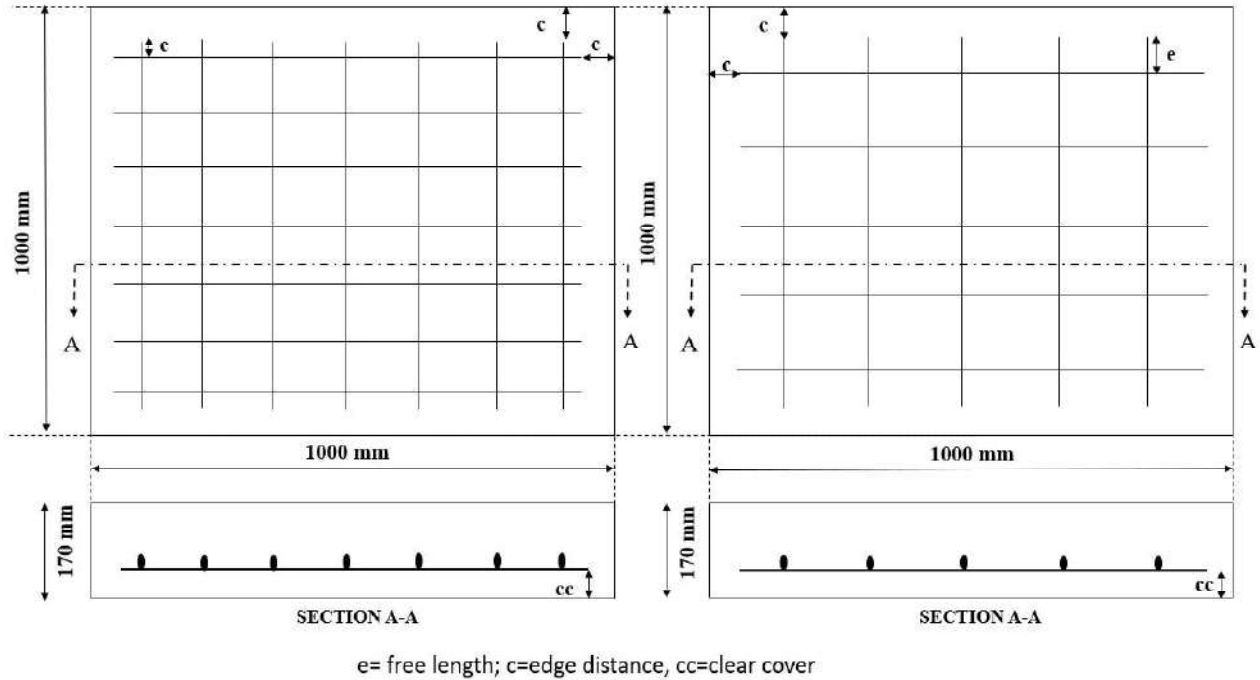 c
c
c
1000 mm
A
A
1000 mm
170 mm
cc
SECTION A-A
c
c
e
1000 mm
A
A
1000 mm
170 mm
cc
SECTION A-A
e= free length; c=edge distance, cc=clear cover